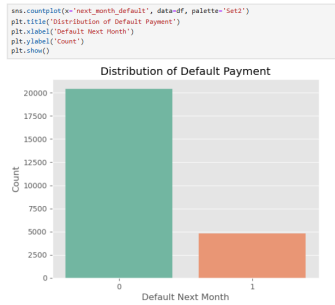 sns.countplot(x='next_month_default', data=df, palette='Set2')
plt.title('Distribution of Default Payment')
plt.xlabel('Default Next Month')
plt.ylabel('Count')
plt.show()
Distribution of Default Payment
20000
17500
15000
12500
10000
7500
5000
2500
0
Count
0 1
Default Next Month